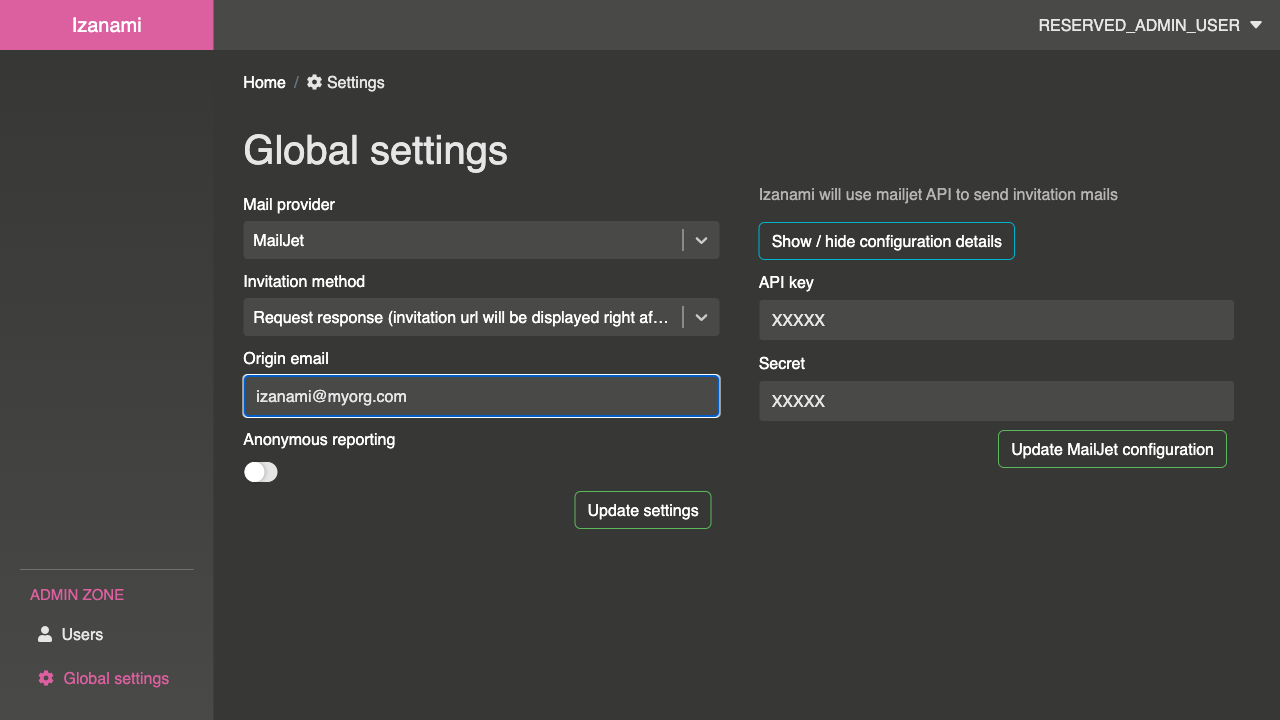 Izanami
RESERVED_ADMIN_USER
Home / Settings
Global settings
Mail provider
MailJet
Invitation method
Request response (invitation url will be displayed right af…
Origin email
izanami@myorg.com
Anonymous reporting
Update settings
Izanami will use mailjet API to send invitation mails
Show / hide configuration details
API key
XXXXX
Secret
XXXXX
Update MailJet configuration
ADMIN ZONE
Users
Global settings